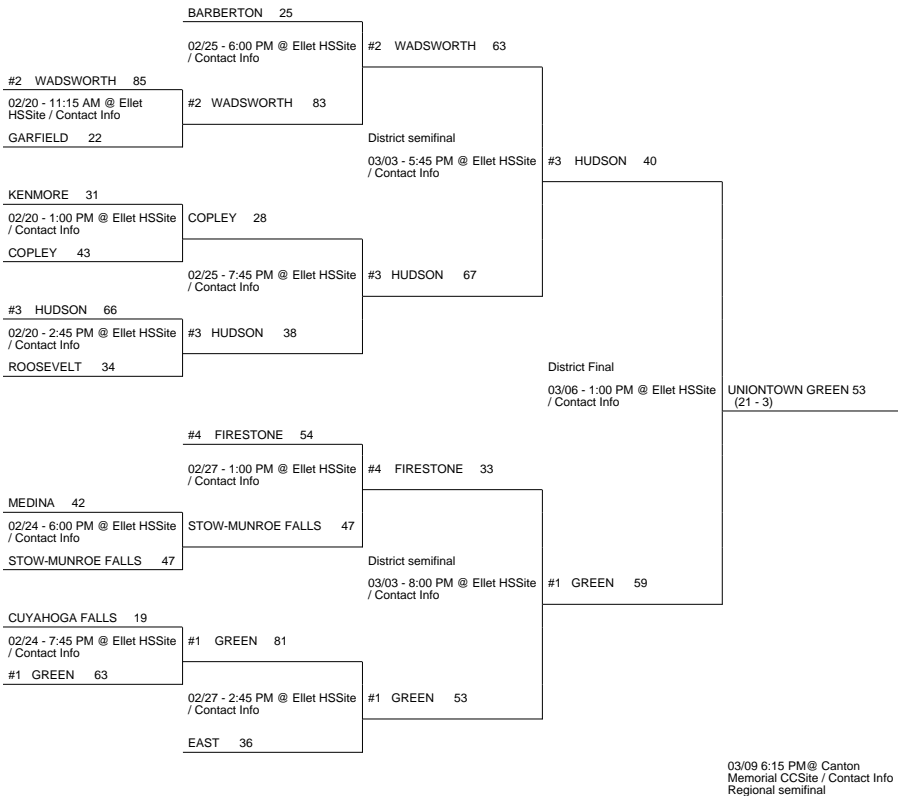 BARBERTON 25
02/25 - 6:00 PM @ Ellet HSSite
/ Contact Info
#2 WADSWORTH 63
#2 WADSWORTH 85
02/20 - 11:15 AM @ Ellet
HSSite / Contact Info
#2 WADSWORTH 83
GARFIELD 22
District semifinal
03/03 - 5:45 PM @ Ellet HSSite
/ Contact Info
#3 HUDSON 40
KENMORE 31
02/20 - 1:00 PM @ Ellet HSSite
/ Contact Info
COPLEY 28
COPLEY 43
02/25 - 7:45 PM @ Ellet HSSite
/ Contact Info
#3 HUDSON 67
#3 HUDSON 66
02/20 - 2:45 PM @ Ellet HSSite
/ Contact Info
#3 HUDSON 38
ROOSEVELT 34
District Final
03/06 - 1:00 PM @ Ellet HSSite
/ Contact Info
UNIONTOWN GREEN 53
(21 - 3)
#4 FIRESTONE 54
02/27 - 1:00 PM @ Ellet HSSite
/ Contact Info
#4 FIRESTONE 33
MEDINA 42
02/24 - 6:00 PM @ Ellet HSSite
/ Contact Info
STOW-MUNROE FALLS 47
STOW-MUNROE FALLS 47
District semifinal
03/03 - 8:00 PM @ Ellet HSSite
/ Contact Info
#1 GREEN 59
CUYAHOGA FALLS 19
02/24 - 7:45 PM @ Ellet HSSite
/ Contact Info
#1 GREEN 81
#1 GREEN 63
02/27 - 2:45 PM @ Ellet HSSite
/ Contact Info
#1 GREEN 53
EAST 36
03/09 6:15 PM@ Canton
Memorial CCSite / Contact Info
Regional semifinal